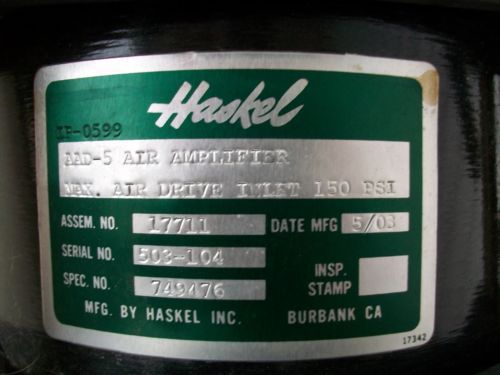 Haskel
IP-0599
AAD-5 AIR AMPLIFIER
MAX. AIR DRIVE INLET 150 PSI
ASSEM. NO. 17711 DATE MFG 5/03
SERIAL NO. 503-104
SPEC. NO. 749476 INSP. STAMP
MFG. BY HASKEL INC. BURBANK CA
17342